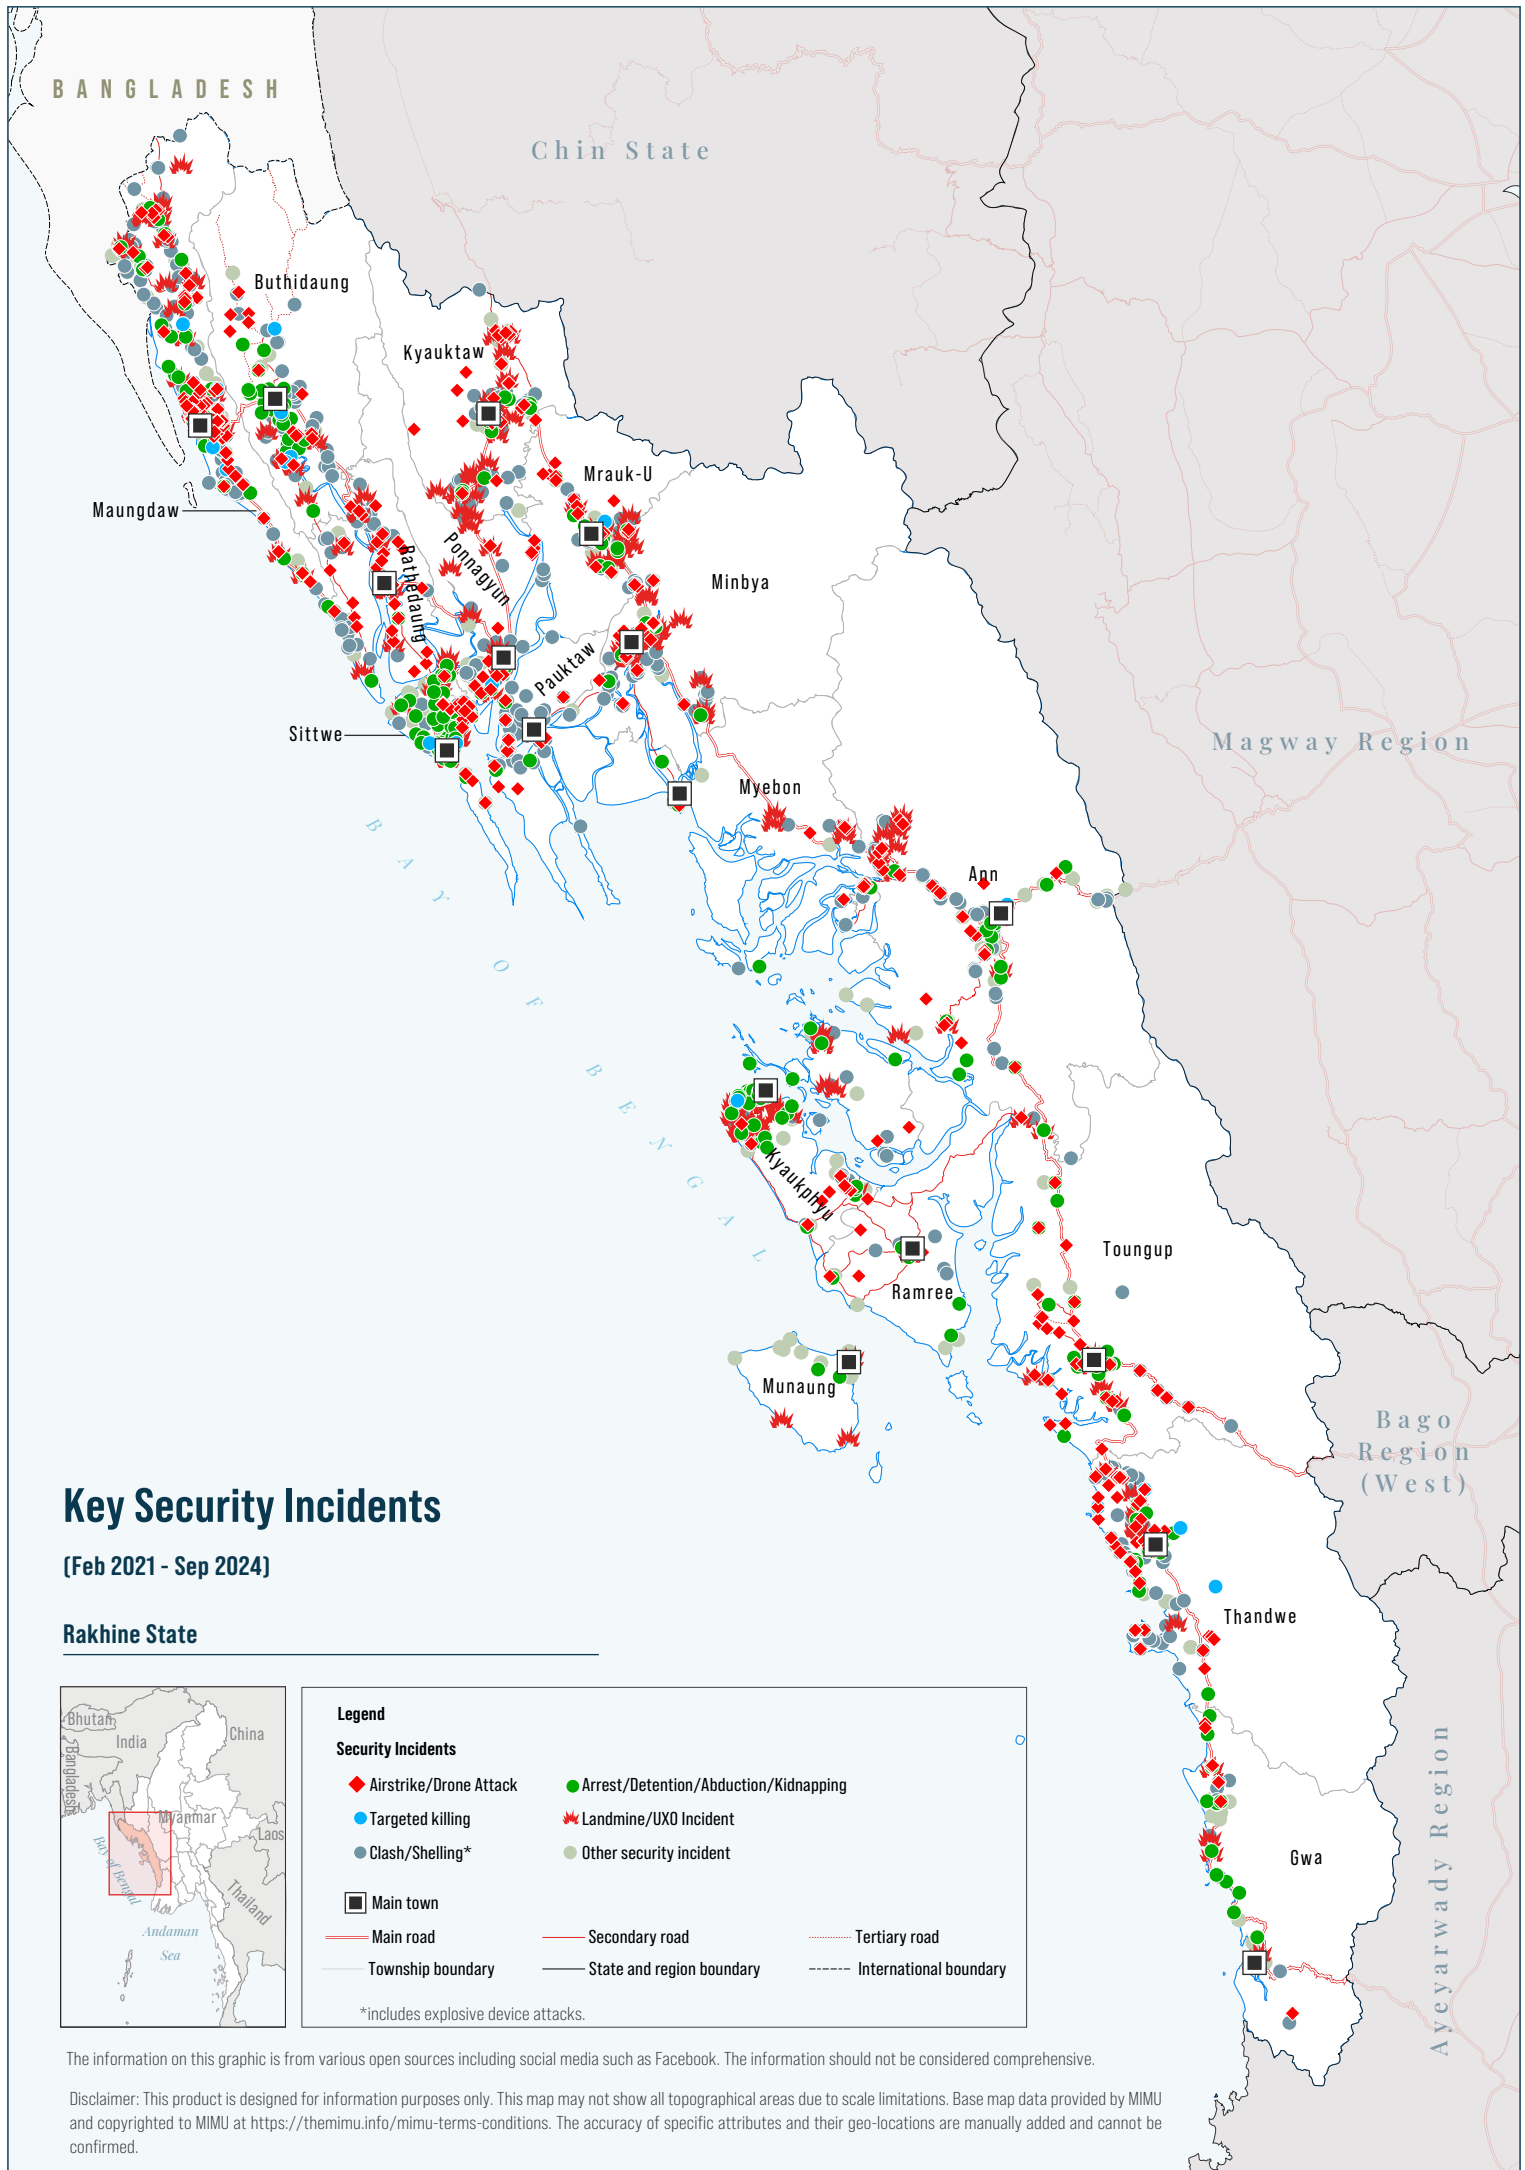 BANGLADESH
Chin State
Buthidaung
Kyauktaw
Mrauk-U
Maungdaw
Rathedaung
Ponnagyun
Minbya
Pauktaw
Sittwe
Magway Region
Myebon
Ann
BAY OF BENGAL
Kyaukphyu
Toungup
Ramree
Munaung
Bago
Region
(West)
Thandwe
Gwa
Ayeyarwady Region
Key Security Incidents
(Feb 2021 - Sep 2024)
Rakhine State
Bhutan
India
China
Bangladesh
Myanmar
Laos
Bay of Bengal
Thailand
Andaman
Sea
Legend
Security Incidents
Airstrike/Drone Attack
Arrest/Detention/Abduction/Kidnapping
Targeted killing
Landmine/UXO Incident
Clash/Shelling*
Other security incident
Main town
Main road
Secondary road
Tertiary road
Township boundary
State and region boundary
International boundary
*includes explosive device attacks.
The information on this graphic is from various open sources including social media such as Facebook. The information should not be considered comprehensive.
Disclaimer: This product is designed for information purposes only. This map may not show all topographical areas due to scale limitations. Base map data provided by MIMU
and copyrighted to MIMU at https://themimu.info/mimu-terms-conditions. The accuracy of specific attributes and their geo-locations are manually added and cannot be
confirmed.